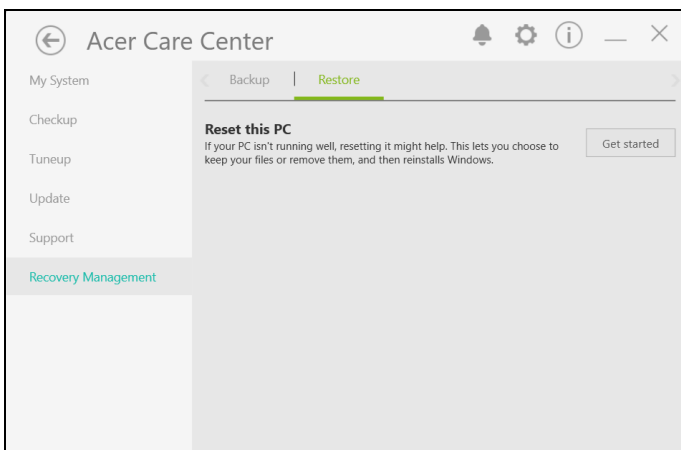 Acer Care Center
My System
Checkup
Tuneup
Update
Support
Recovery Management
Backup
Restore
Reset this PC
If your PC isn't running well, resetting it might help. This lets you choose to
keep your files or remove them, and then reinstalls Windows.
Get started